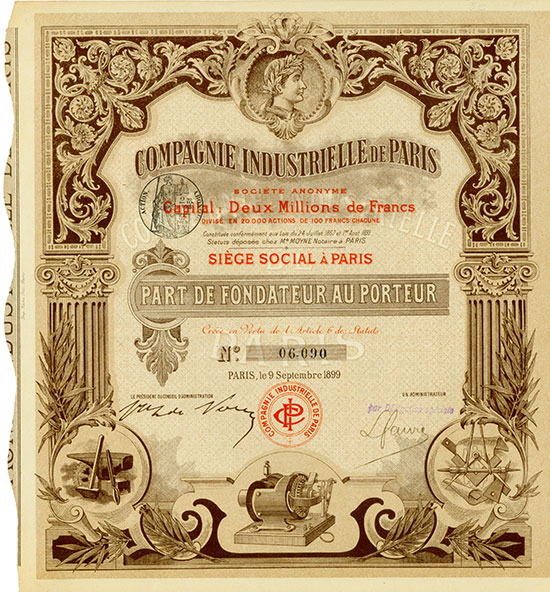 COMPAGNIE INDUSTRIELLE DE PARIS
SOCIÉTÉ ANONYME
Capital: Deux Millions de Francs
DIVISÉ EN 20 000 ACTIONS DE 100 FRANCS CHACUNE
Constituée conformément aux Lois du 24 Juillet 1867 et 1er Août 1893
Statuts déposés chez Me MOYNE Notaire à PARIS.
SIÈGE SOCIAL À PARIS
PART DE FONDATEUR AU PORTEUR
Créée en Vertu de l'Article 6 des Statuts.
No 06.090
PARIS, le 9 Septembre 1899
LE PRÉSIDENT DU CONSEIL D'ADMINISTRATION
UN ADMINISTRATEUR
COMPAGNIE INDUSTRIELLE DE PARIS